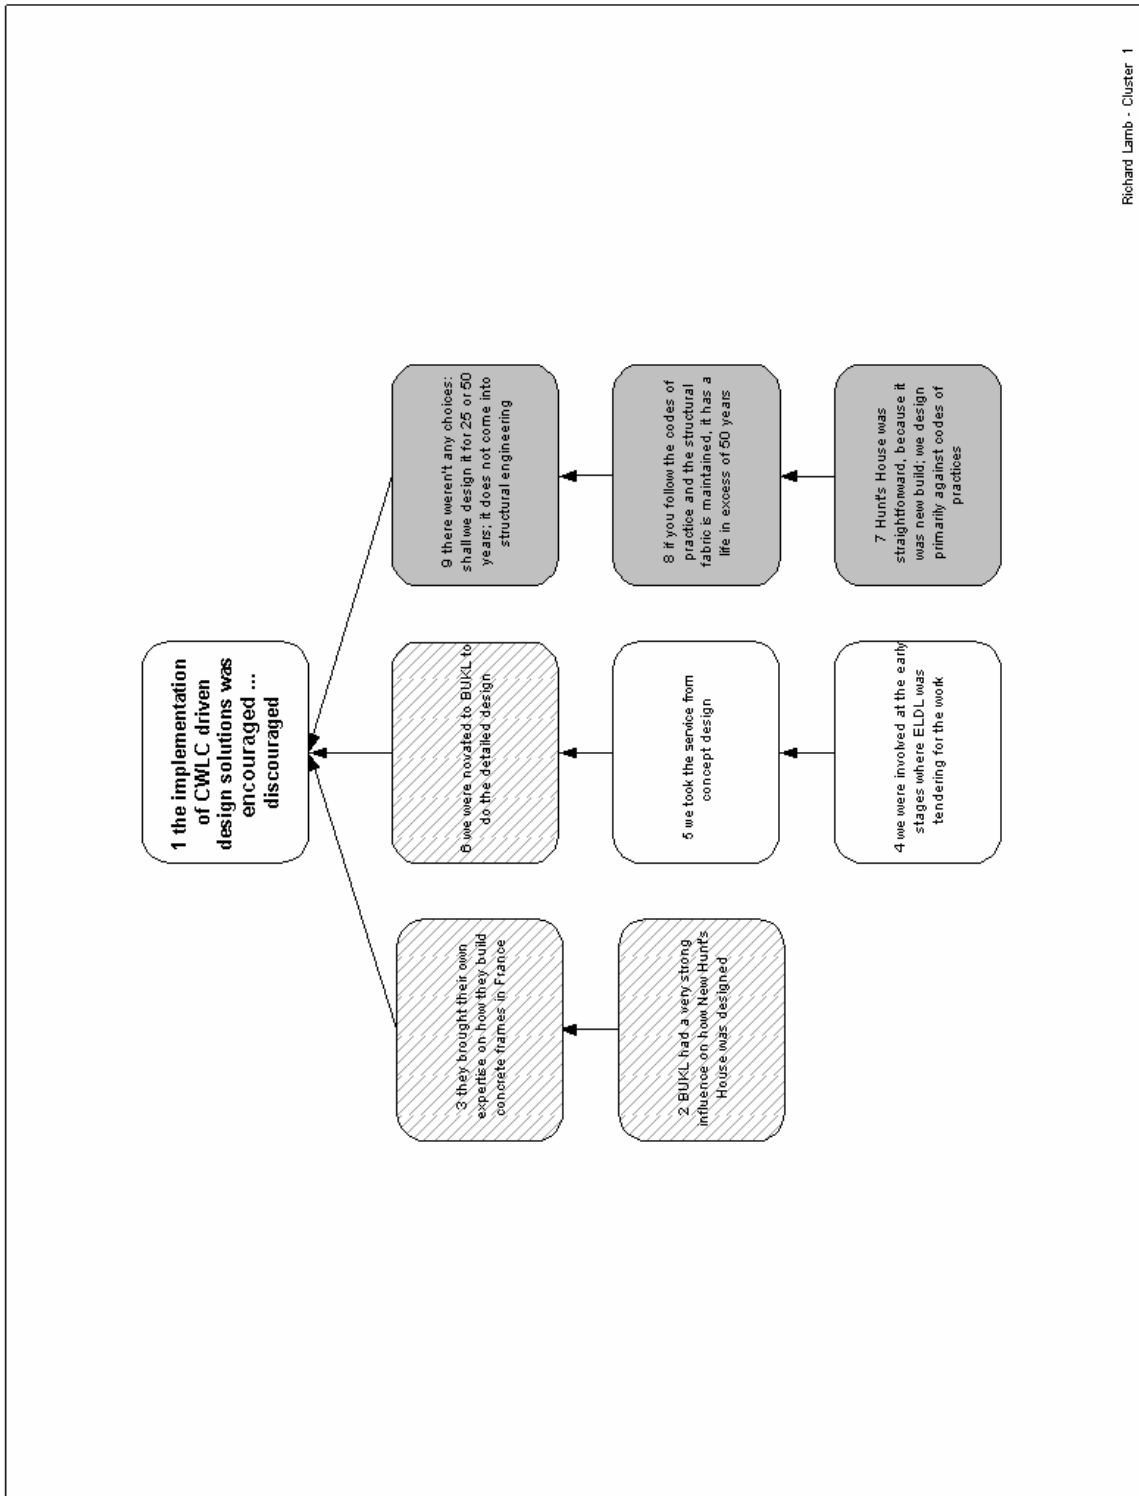 1 the implementation
of CWLC driven
design solutions was
encouraged ...
discouraged
3 they brought their own
expertise on how they build
concrete frames in France
6 we were novated to BUKL to
do the detailed design
9 there weren't any choices:
shall we design it for 25 or 50
years; it does not come into
structural engineering
2 BUKL had a very strong
influence on how New Hunt's
House was designed
5 we took the service from
concept design
8 if you follow the codes of
practice and the structural
fabric is maintained, it has a
life in excess of 50 years
4 we were involved at the early
stages where ELDL was
tendering for the work
7 Hunt's House was
straightforward, because it
was new build; we design
primarily against codes of
practices
Richard Lamb - Cluster 1